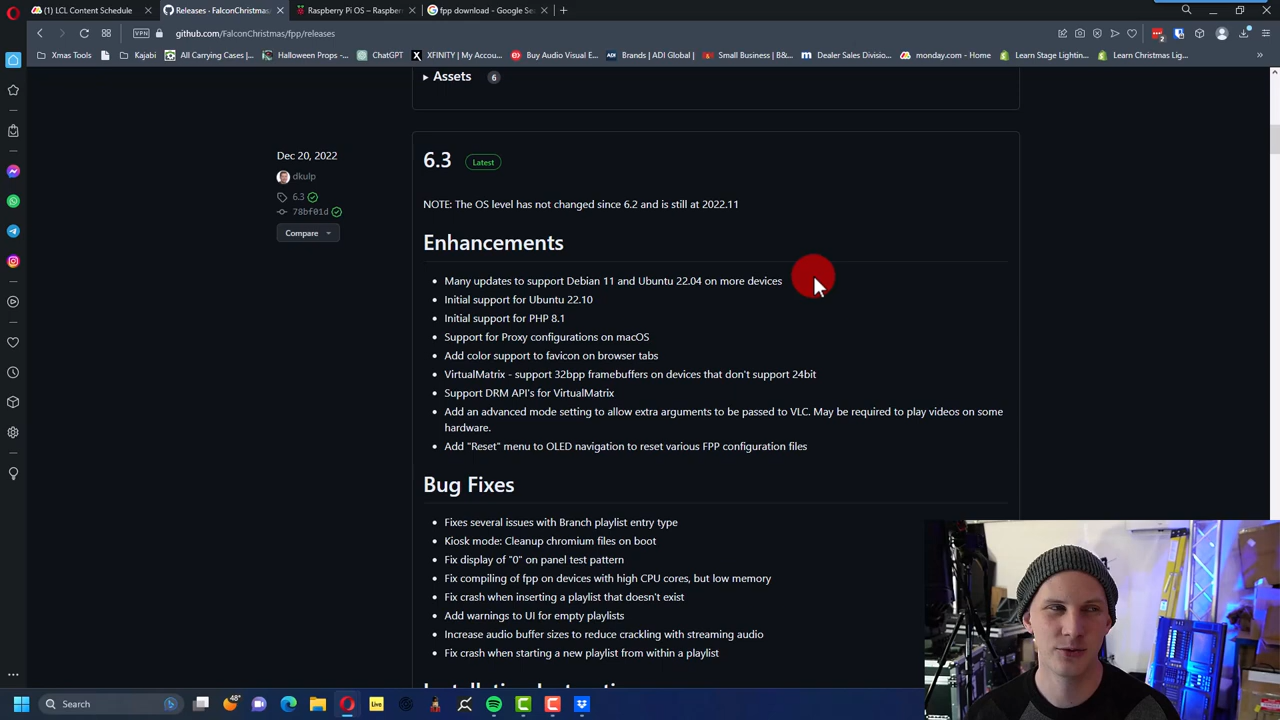 LCL Content Schedule
Releases - FalconChristmas
Raspberry Pi OS – Raspberr
fpp download - Google Se
VPN
github.com/FalconChristmas/fpp/releases
2
Xmas Tools
Kajabi
All Carrying Cases |...
Halloween Props -...
ChatGPT
XFINITY | My Accou...
Buy Audio Visual E...
Brands | ADI Global |...
Small Business | B&...
Dealer Sales Divisio...
monday.com - Home
Learn Stage Lightin...
Learn Christmas Lig...
Assets 6
Dec 20, 2022
dkulp
6.3
78bf01d
Compare
6.3 Latest
NOTE: The OS level has not changed since 6.2 and is still at 2022.11
Enhancements
Many updates to support Debian 11 and Ubuntu 22.04 on more devices
Initial support for Ubuntu 22.10
Initial support for PHP 8.1
Support for Proxy configurations on macOS
Add color support to favicon on browser tabs
VirtualMatrix - support 32bpp framebuffers on devices that don't support 24bit
Support DRM API's for VirtualMatrix
Add an advanced mode setting to allow extra arguments to be passed to VLC. May be required to play videos on some
hardware.
Add "Reset" menu to OLED navigation to reset various FPP configuration files
Bug Fixes
Fixes several issues with Branch playlist entry type
Kiosk mode: Cleanup chromium files on boot
Fix display of "0" on panel test pattern
Fix compiling of fpp on devices with high CPU cores, but low memory
Fix crash when inserting a playlist that doesn't exist
Add warnings to UI for empty playlists
Increase audio buffer sizes to reduce crackling with streaming audio
Fix crash when starting a new playlist from within a playlist
Search
48°
Live